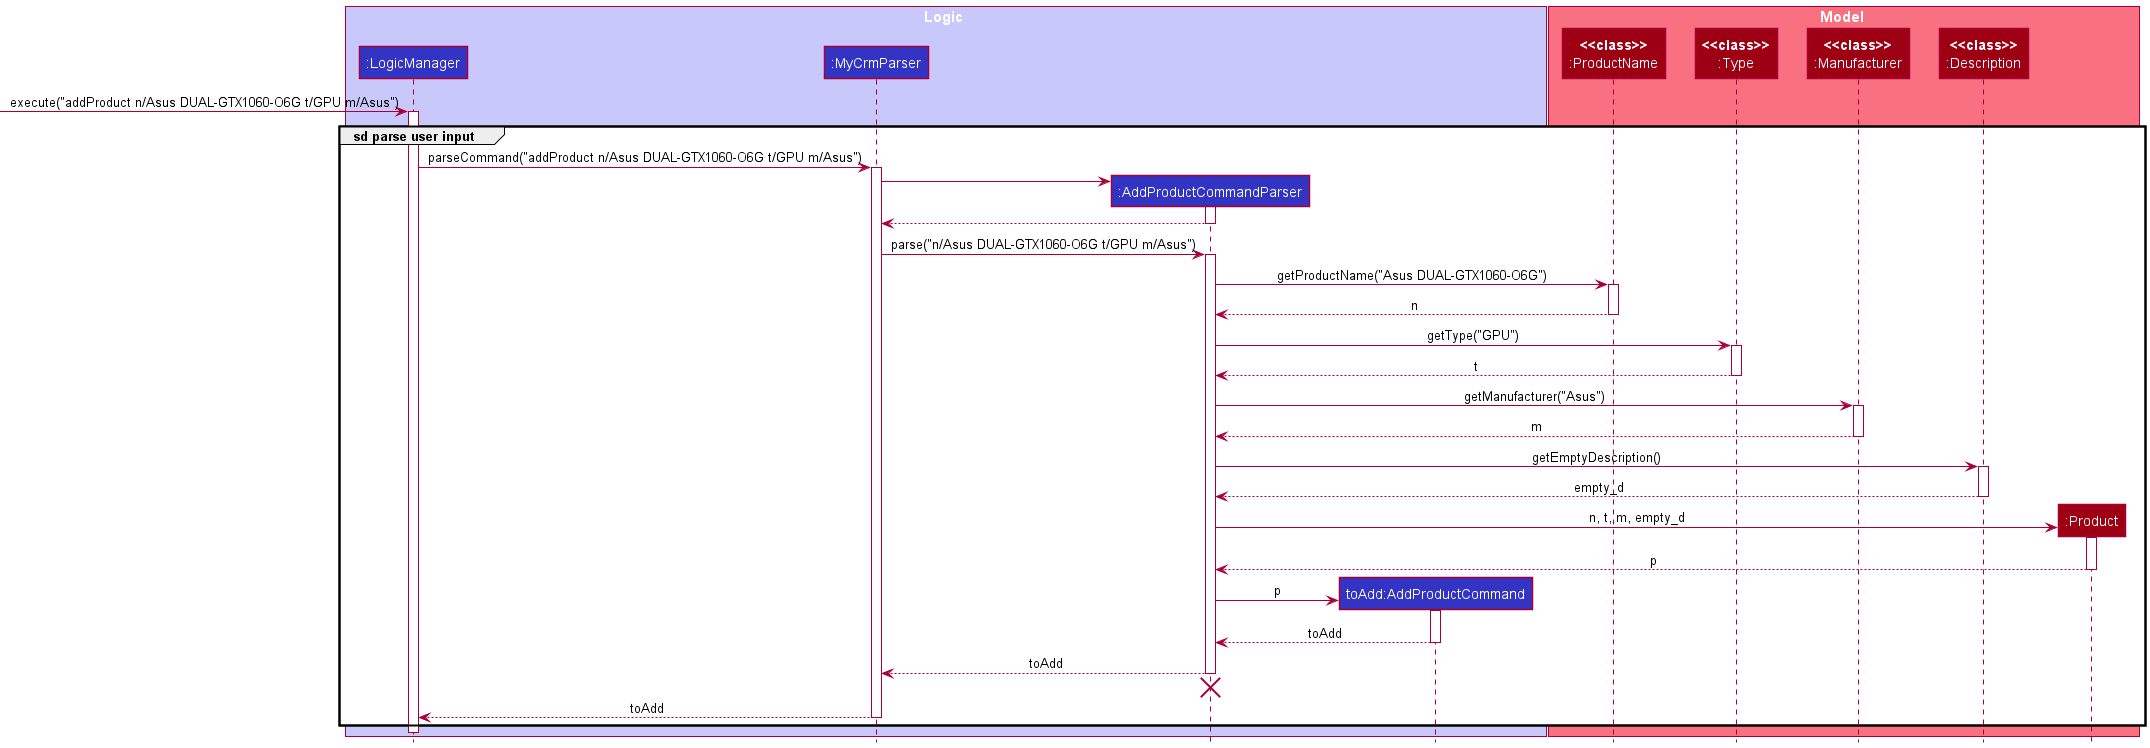 Logic
Model
:LogicManager
:MyCrmParser
<<class>>
:ProductName
<<class>>
:Type
<<class>>
:Manufacturer
<<class>>
:Description
execute("addProduct n/Asus DUAL-GTX1060-O6G t/GPU m/Asus")
sd parse user input
parseCommand("addProduct n/Asus DUAL-GTX1060-O6G t/GPU m/Asus")
:AddProductCommandParser
parse("n/Asus DUAL-GTX1060-O6G t/GPU m/Asus")
getProductName("Asus DUAL-GTX1060-O6G")
n
getType("GPU")
t
getManufacturer("Asus")
m
getEmptyDescription()
empty_d
n, t, m, empty_d
:Product
p
p
toAdd:AddProductCommand
toAdd
toAdd
toAdd